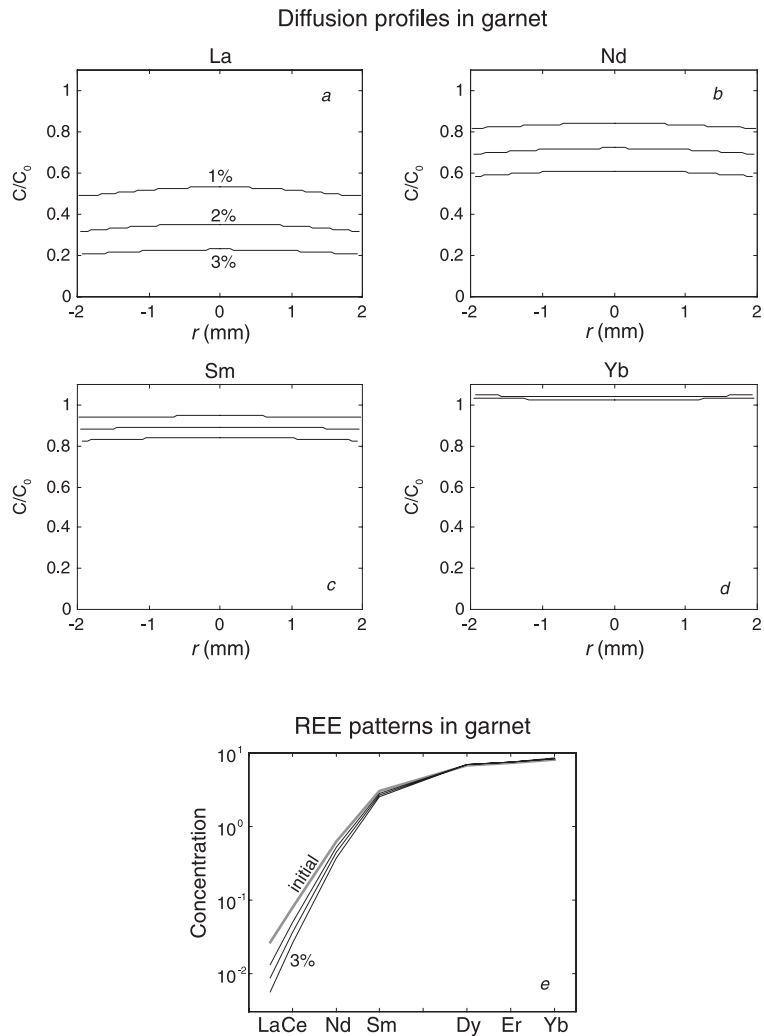 Diffusion profiles in garnet
La
Nd
a
b
1
0.8
0.6
0.4
0.2
0
C/C0
1%
2%
3%
-2 -1 0 1 2
r (mm)
1
0.8
0.6
0.4
0.2
0
C/C0
-2 -1 0 1 2
r (mm)
Sm
Yb
1
0.8
0.6
0.4
0.2
0
C/C0
c
-2 -1 0 1 2
r (mm)
1
0.8
0.6
0.4
0.2
0
C/C0
d
-2 -1 0 1 2
r (mm)
REE patterns in garnet
10^1
10^0
10^-1
10^-2
Concentration
initial
3%
e
La Ce Nd Sm Dy Er Yb